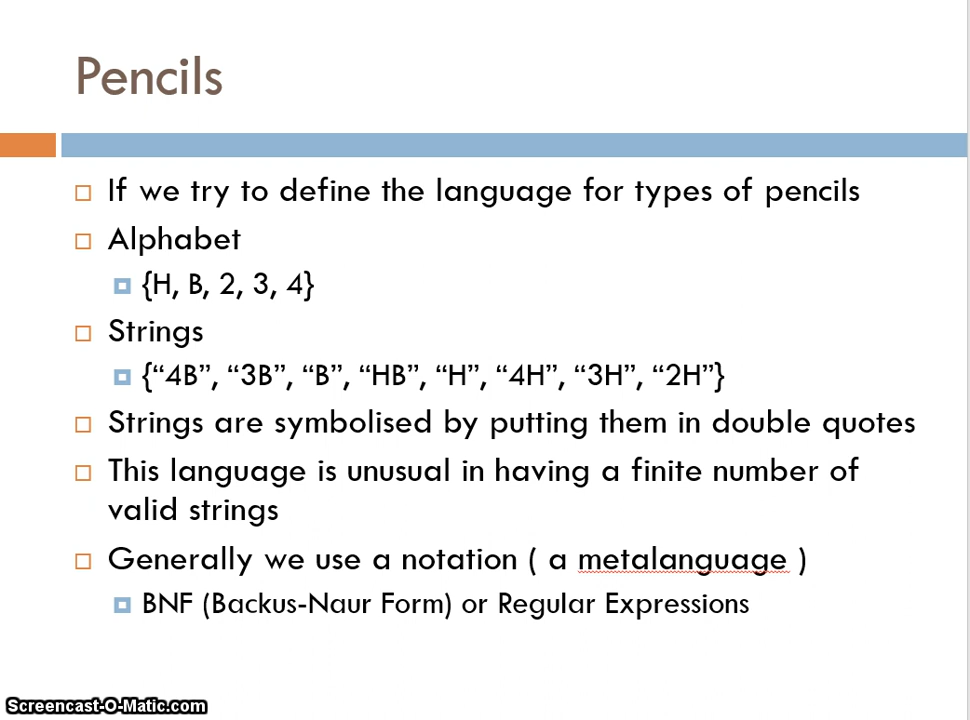 Pencils
If we try to define the language for types of pencils
Alphabet
{H, B, 2, 3, 4}
Strings
{“4B”, “3B”, “B”, “HB”, “H”, “4H”, “3H”, “2H”}
Strings are symbolised by putting them in double quotes
This language is unusual in having a finite number of
valid strings
Generally we use a notation ( a metalanguage )
BNF (Backus-Naur Form) or Regular Expressions
Screencast-O-Matic.com